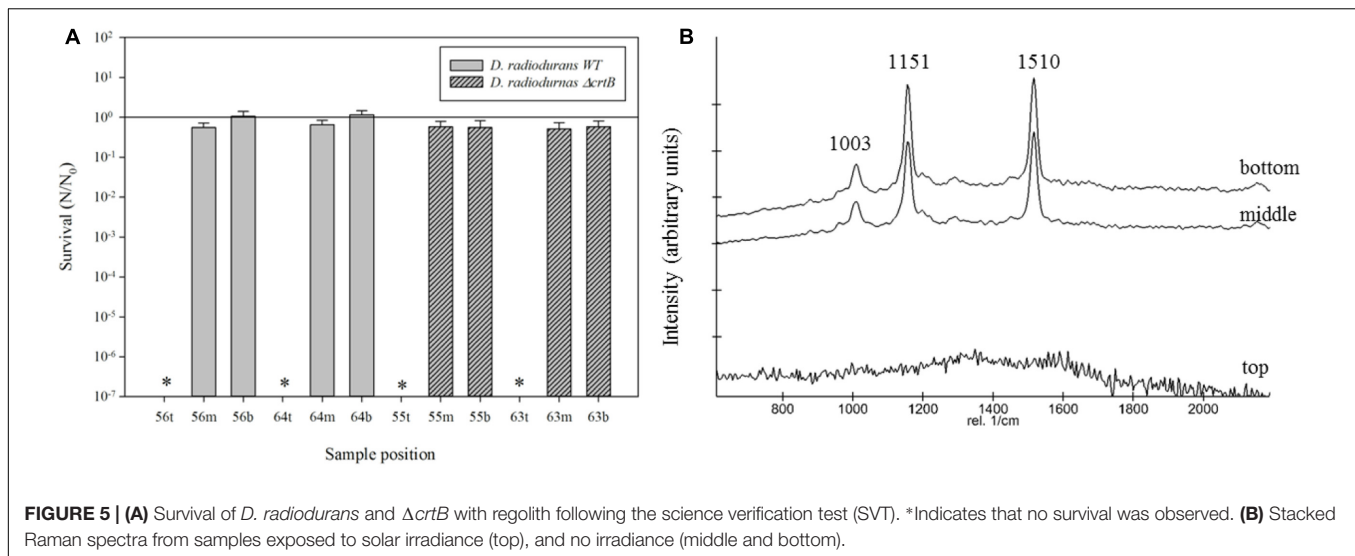 A
10²
10¹
10⁰
10⁻¹
10⁻²
10⁻³
10⁻⁴
10⁻⁵
10⁻⁶
10⁻⁷
Survival (N/N₀)
D. radiodurans WT
D. radiodurnas ΔcrtB
* * * *
56t 56m 56b 64t 64m 64b 55t 55m 55b 63t 63m 63b
Sample position
B
Intensity (arbitrary units)
1003
1151
1510
bottom
middle
top
800 1000 1200 1400 1600 1800 2000
rel. 1/cm
FIGURE 5 | (A) Survival of D. radiodurans and ΔcrtB with regolith following the science verification test (SVT). *Indicates that no survival was observed. (B) Stacked
Raman spectra from samples exposed to solar irradiance (top), and no irradiance (middle and bottom).